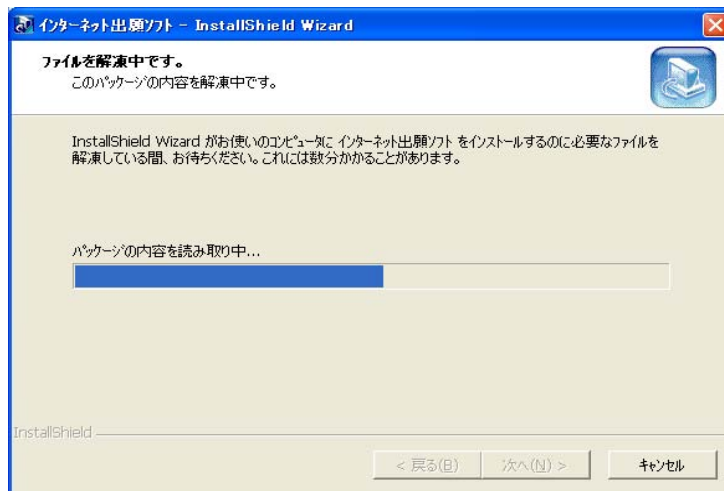 インターネット出願ソフト - InstallShield Wizard
ファイルを解凍中です。
このパッケージの内容を解凍中です。
InstallShield Wizard がお使いのコンピュータに インターネット出願ソフト をインストールするのに必要なファイルを
解凍している間、お待ちください。これには数分かかることがあります。
パッケージの内容を読み取り中...
InstallShield
< 戻る(B)
次へ(N) >
キャンセル